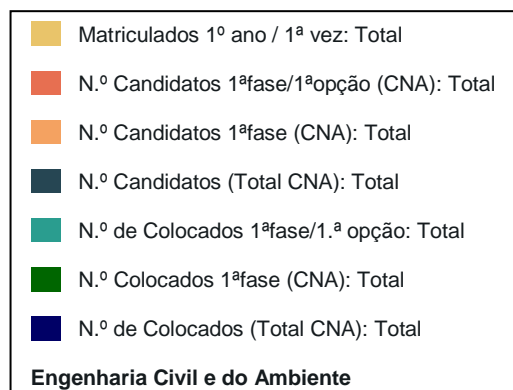 Matriculados 1º ano / 1ª vez: Total
N.º Candidatos 1ªfase/1ªopção (CNA): Total
N.º Candidatos 1ªfase (CNA): Total
N.º Candidatos (Total CNA): Total
N.º de Colocados 1ªfase/1.ª opção: Total
N.º Colocados 1ªfase (CNA): Total
N.º de Colocados (Total CNA): Total
Engenharia Civil e do Ambiente